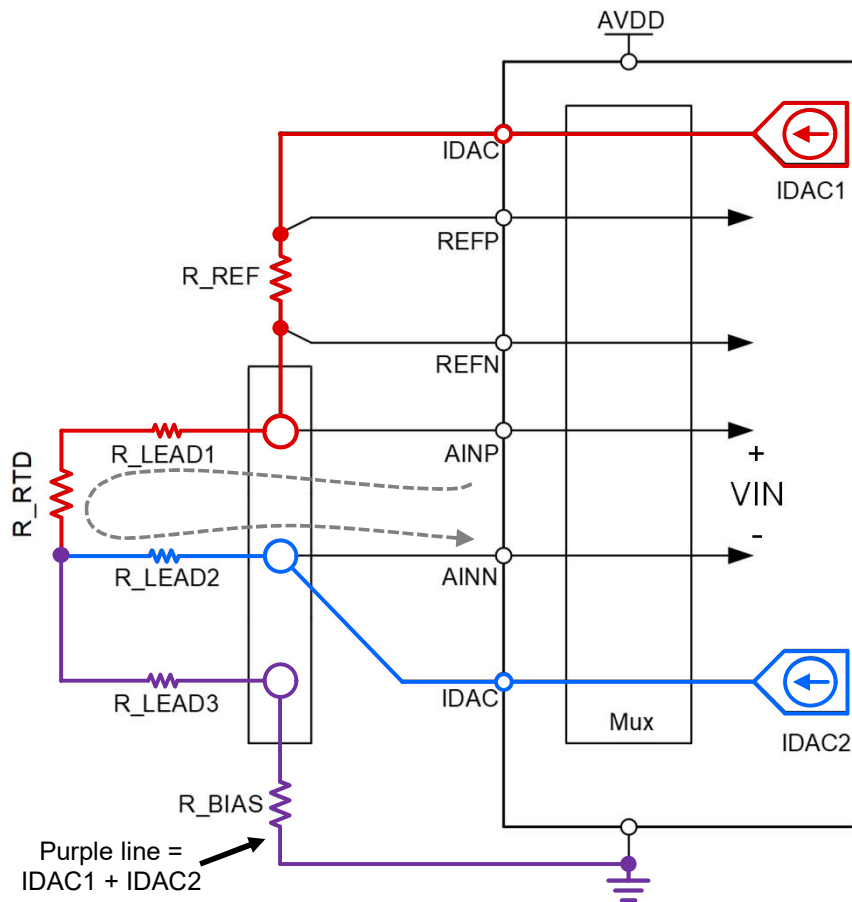 AVDD
IDAC
IDAC1
REFP
R_REF
REFN
R_LEAD1
AINP
+
R_RTD
VIN
-
R_LEAD2
AINN
R_LEAD3
IDAC
Mux
IDAC2
R_BIAS
Purple line =
IDAC1 + IDAC2